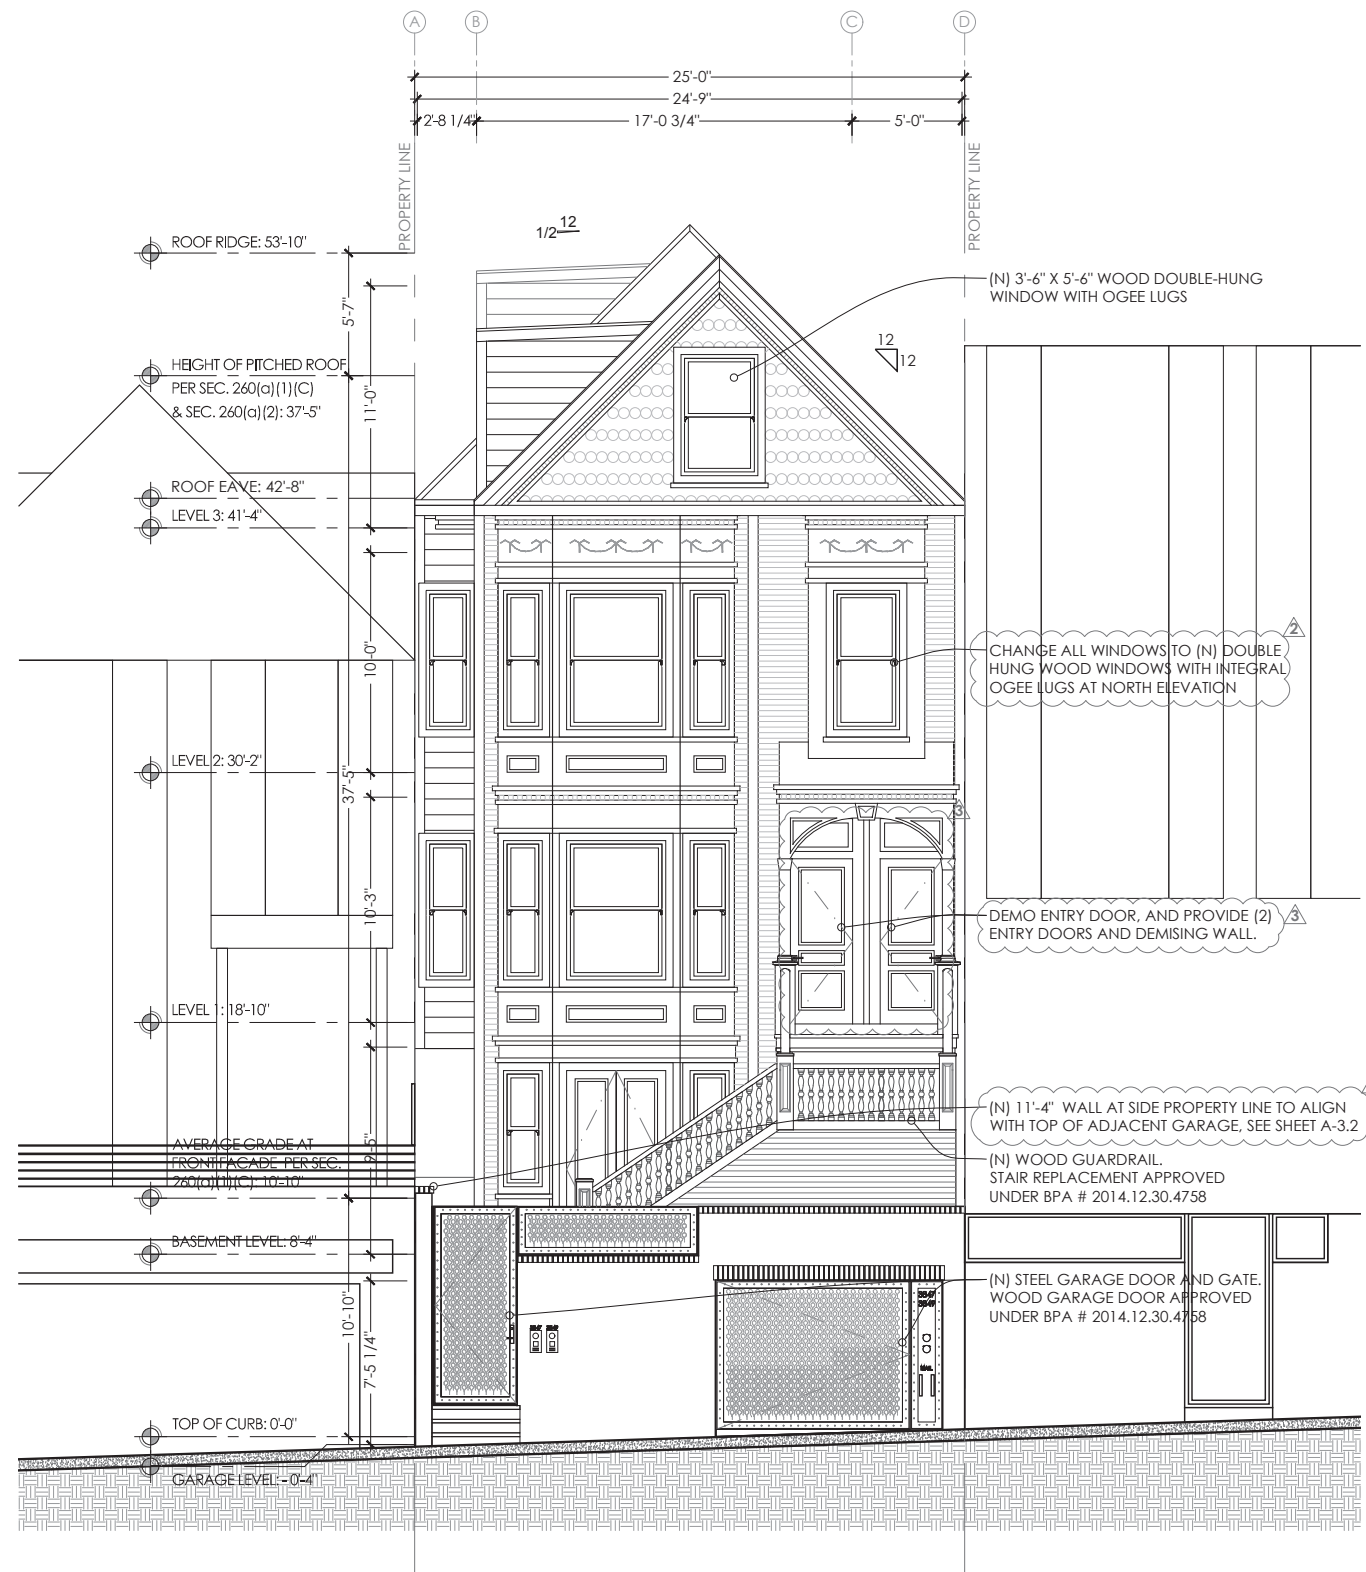 A
B
C
D
25'-0"
24'-9"
2'-8 1/4"
17'-0 3/4"
5'-0"
PROPERTY LINE
PROPERTY LINE
12
1/2
ROOF RIDGE: 53'-10"
(N) 3'-6" X 5'-6" WOOD DOUBLE-HUNG
WINDOW WITH OGEE LUGS
5'-7"
12
12
HEIGHT OF PITCHED ROOF
PER SEC. 260(a)(1)(C)
& SEC. 260(a)(2): 37'-5"
11'-0"
ROOF EAVE: 42'-8"
LEVEL 3: 41'-4"
2
CHANGE ALL WINDOWS TO (N) DOUBLE
HUNG WOOD WINDOWS WITH INTEGRAL
OGEE LUGS AT NORTH ELEVATION
10'-0"
LEVEL 2: 30'-2"
37'-5"
3
DEMO ENTRY DOOR, AND PROVIDE (2)
ENTRY DOORS AND DEMISING WALL.
3
10'-3"
LEVEL 1: 18'-10"
(N) 11'-4" WALL AT SIDE PROPERTY LINE TO ALIGN
WITH TOP OF ADJACENT GARAGE, SEE SHEET A-3.2
AVERAGE GRADE AT
FRONT FACADE PER SEC.
260(a)(1)(C): 10'-10"
9'-5"
(N) WOOD GUARDRAIL.
STAIR REPLACEMENT APPROVED
UNDER BPA # 2014.12.30.4758
BASEMENT LEVEL: 8'-4"
(N) STEEL GARAGE DOOR AND GATE.
WOOD GARAGE DOOR APPROVED
UNDER BPA # 2014.12.30.4758
10'-10"
7'-5 1/4"
3847
3849
MAIL
TOP OF CURB: 0'-0"
GARAGE LEVEL: - 0'-4"